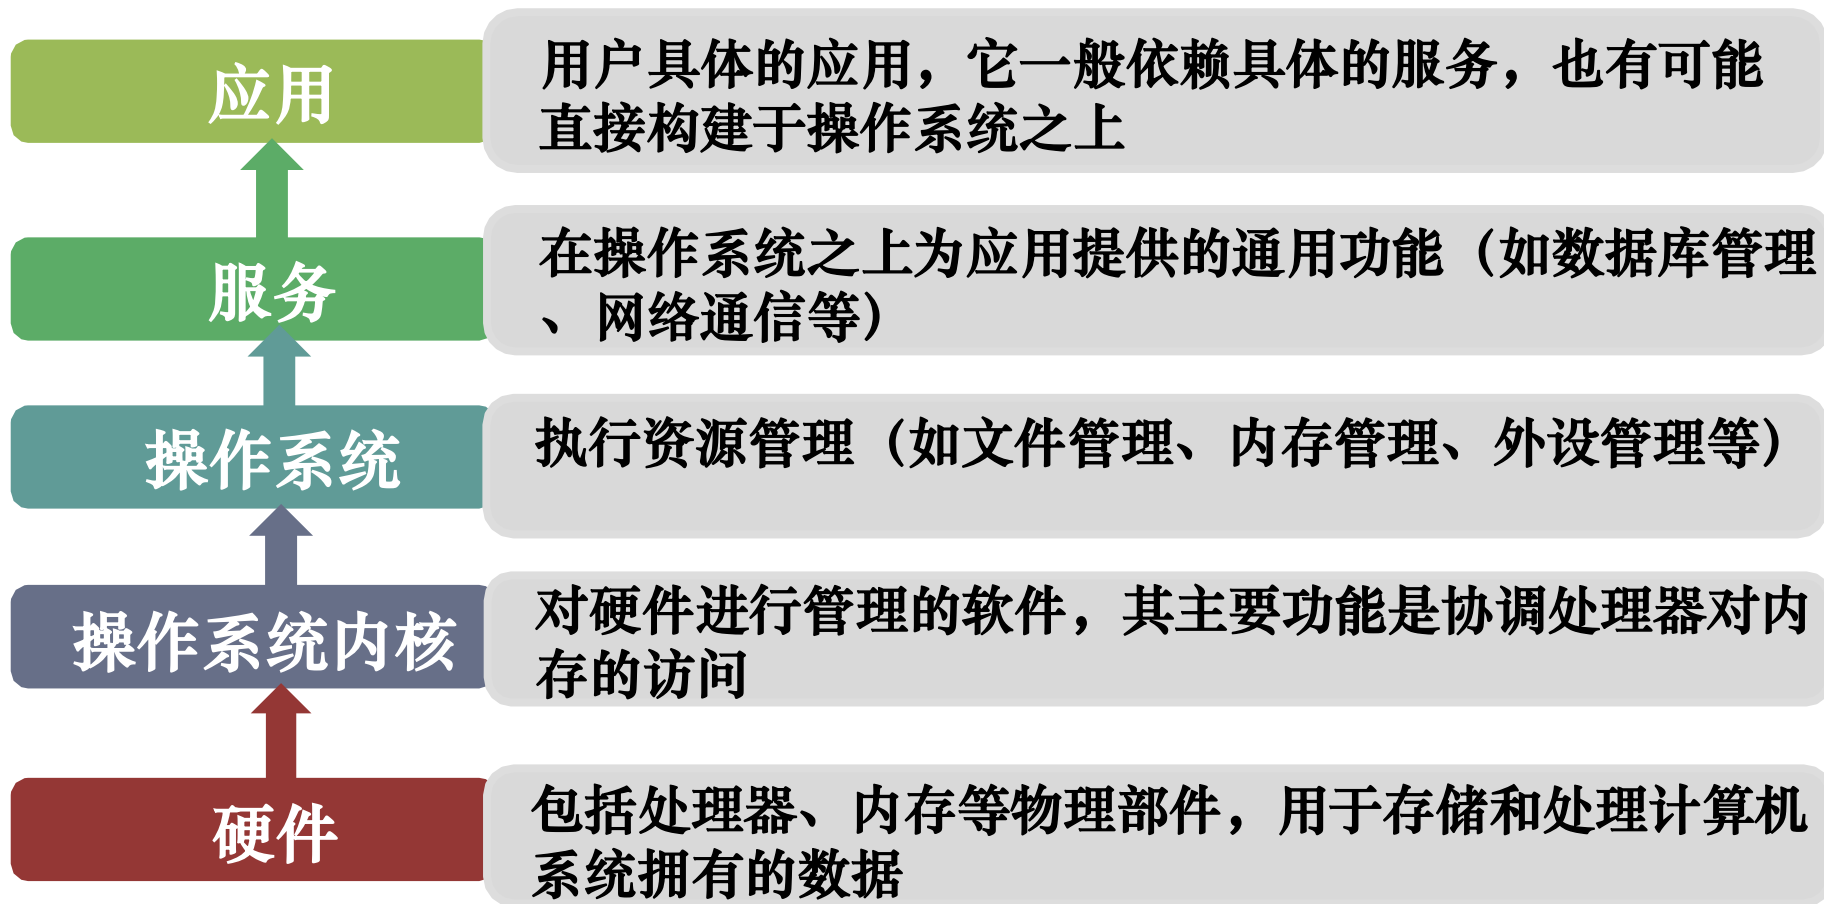 应用
用户具体的应用，它一般依赖具体的服务，也有可能
直接构建于操作系统之上
服务
在操作系统之上为应用提供的通用功能（如数据库管理
、网络通信等）
操作系统
执行资源管理（如文件管理、内存管理、外设管理等）
操作系统内核
对硬件进行管理的软件，其主要功能是协调处理器对内
存的访问
硬件
包括处理器、内存等物理部件，用于存储和处理计算机
系统拥有的数据